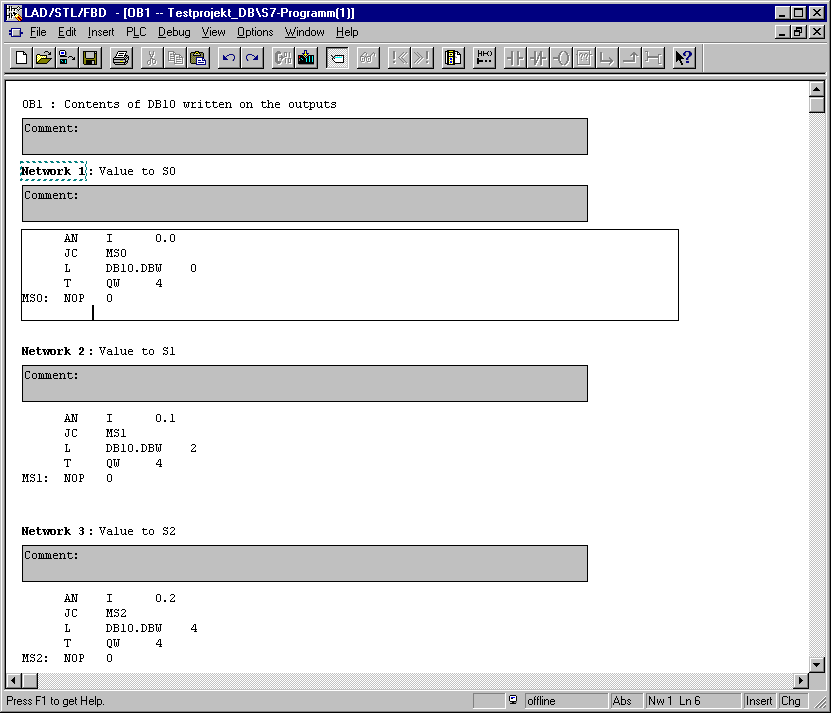 LAD/STL/FBD - [OB1 -- Testprojekt_DB\S7-Programm(1)]
File Edit Insert PLC Debug View Options Window Help
OB1 : Contents of DB10 written on the outputs
Comment:
Network 1: Value to S0
Comment:
AN I 0.0
JC MS0
L DB10.DBW 0
T QW 4
MS0: NOP 0
Network 2: Value to S1
Comment:
AN I 0.1
JC MS1
L DB10.DBW 2
T QW 4
MS1: NOP 0
Network 3: Value to S2
Comment:
AN I 0.2
JC MS2
L DB10.DBW 4
T QW 4
MS2: NOP 0
Press F1 to get Help. offline Abs Nw 1 Ln 6 Insert Chg